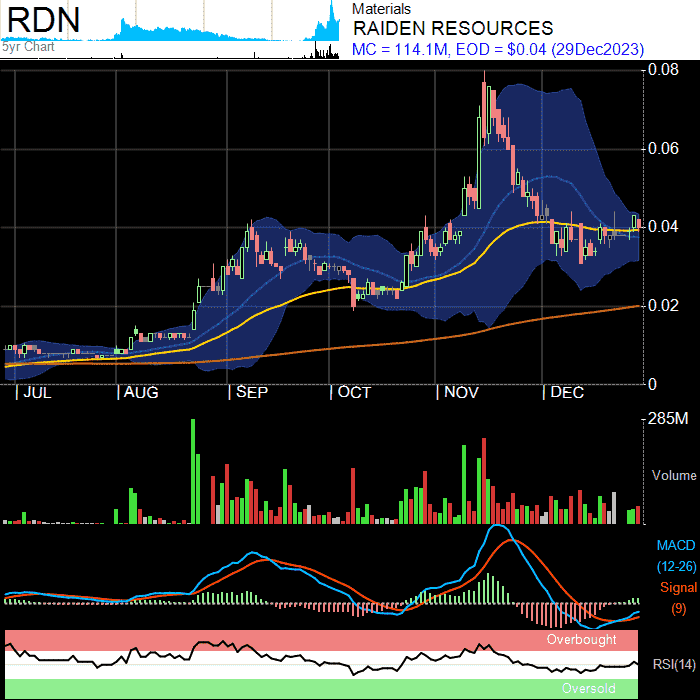 RDN
5yr Chart
Materials
RAIDEN RESOURCES
MC = 114.1M, EOD = $0.04 (29Dec2023)
0.08
0.06
0.04
0.02
0
JUL AUG SEP OCT NOV DEC
285M
Volume
MACD
(12-26)
Signal
(9)
Overbought
RSI(14)
Oversold